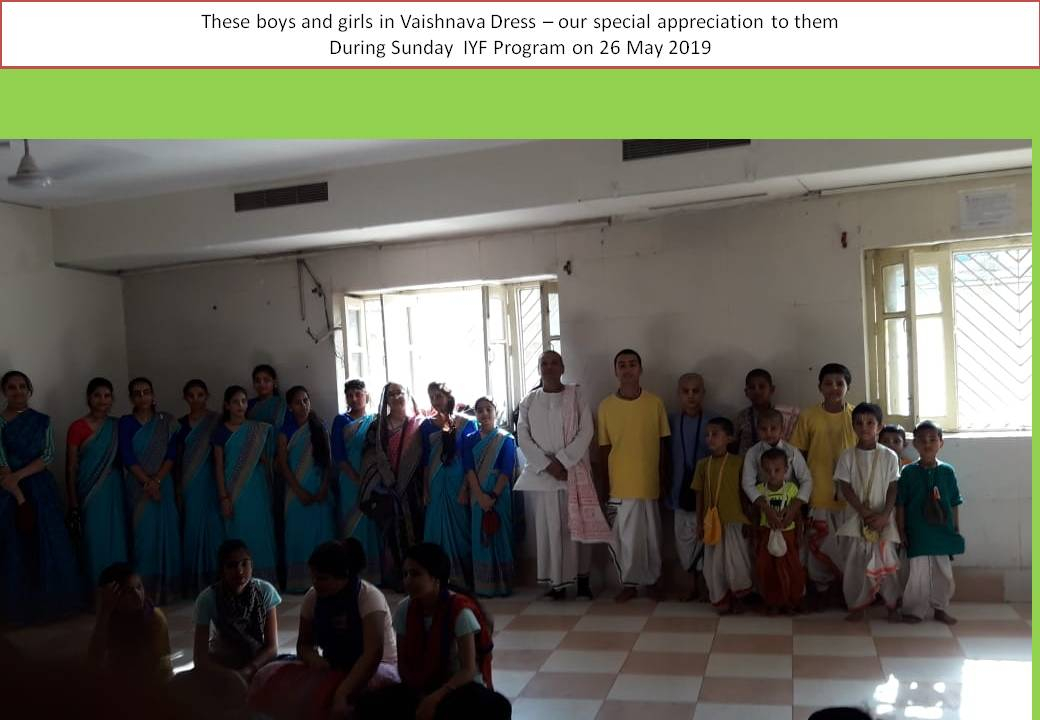 These boys and girls in Vaishnava Dress – our special appreciation to them
During Sunday  IYF Program on 26 May 2019